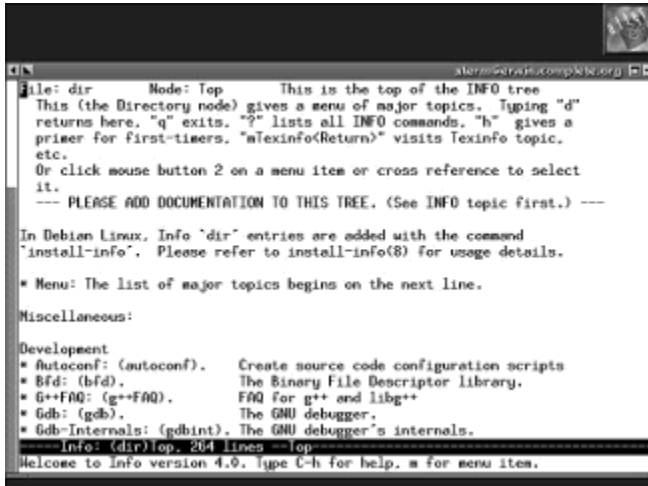 aterm@erwin.complete.org
File: dir Node: Top This is the top of the INFO tree
This (the Directory node) gives a menu of major topics. Typing "d"
returns here, "q" exits, "?" lists all INFO commands, "h" gives a
primer for first-timers, "mTexinfo<Return>" visits Texinfo topic,
etc.
Or click mouse button 2 on a menu item or cross reference to select
it.
--- PLEASE ADD DOCUMENTATION TO THIS TREE. (See INFO topic first.) ---
In Debian Linux, Info `dir' entries are added with the command
`install-info'. Please refer to install-info(8) for usage details.
* Menu: The list of major topics begins on the next line.
Miscellaneous:
Development
* Autoconf: (autoconf). Create source code configuration scripts
* Bfd: (bfd). The Binary File Descriptor library.
* G++FAQ: (g++FAQ). FAQ for g++ and libg++
* Gdb: (gdb). The GNU debugger.
* Gdb-Internals: (gdbint). The GNU debugger's internals.
-----Info: (dir)Top, 264 lines --Top-----
Welcome to Info version 4.0. Type C-h for help, m for menu item.